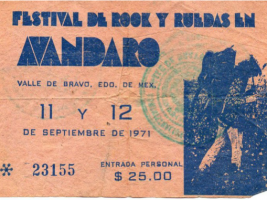 FESTIVAL DE ROCK Y RUEDAS EN
AVANDARO
VALLE DE BRAVO, EDO. DE MEX.
11 Y 12
DE SEPTIEMBRE DE 1971
* 23155
ENTRADA PERSONAL
$ 25.00